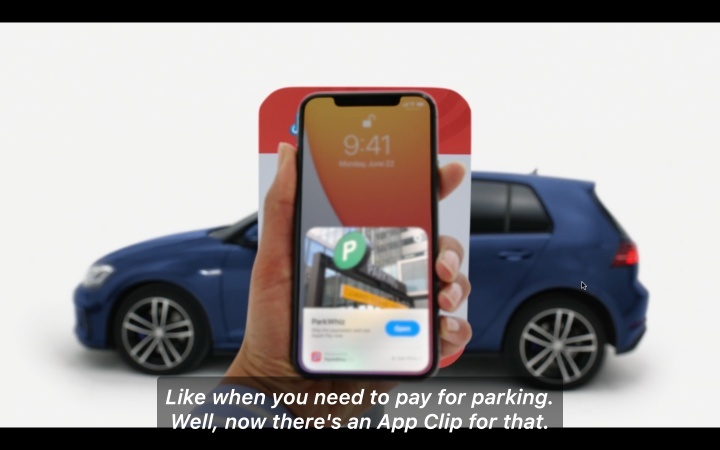 9:41
Monday, June 22
P
ParkWhiz
Open
Like when you need to pay for parking.
Well, now there's an App Clip for that.